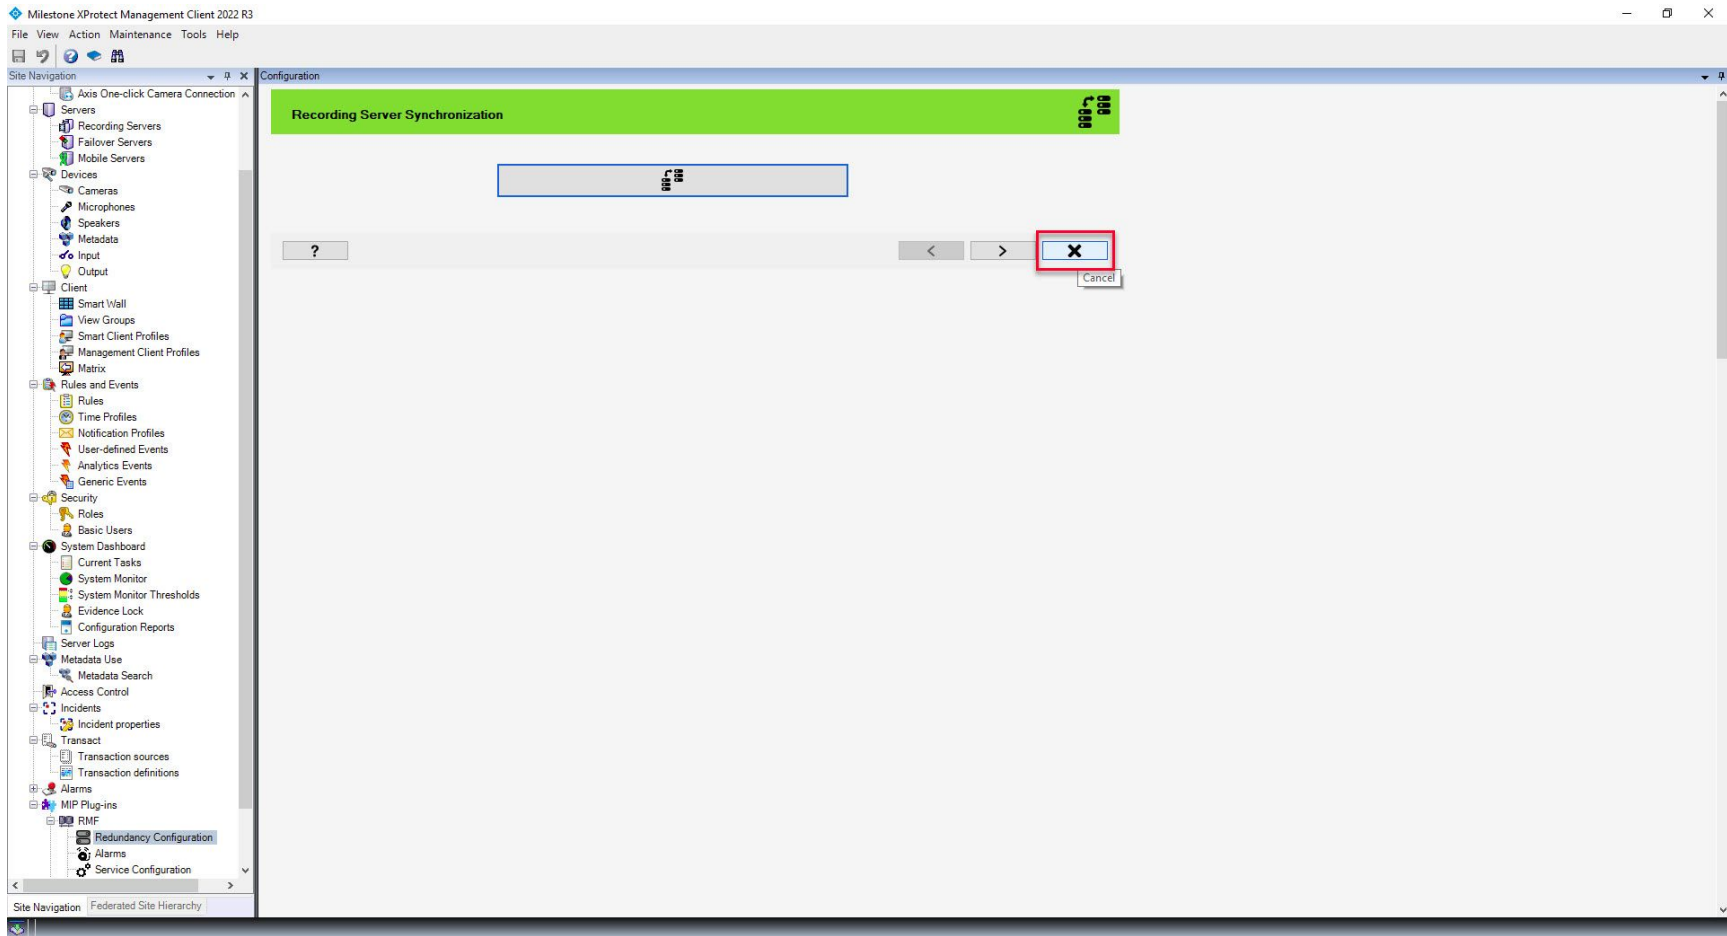 Milestone XProtect Management Client 2022 R3
File View Action Maintenance Tools Help
Site Navigation
Configuration
Axis One-click Camera Connection
Servers
Recording Servers
Failover Servers
Mobile Servers
Devices
Cameras
Microphones
Speakers
Metadata
Input
Output
Client
Smart Wall
View Groups
Smart Client Profiles
Management Client Profiles
Matrix
Rules and Events
Rules
Time Profiles
Notification Profiles
User-defined Events
Analytics Events
Generic Events
Security
Roles
Basic Users
System Dashboard
Current Tasks
System Monitor
System Monitor Thresholds
Evidence Lock
Configuration Reports
Server Logs
Metadata Use
Metadata Search
Access Control
Incidents
Incident properties
Transact
Transaction sources
Transaction definitions
Alarms
MIP Plug-ins
RMF
Redundancy Configuration
Alarms
Service Configuration
Site Navigation Federated Site Hierarchy
Recording Server Synchronization
? < > X
Cancel